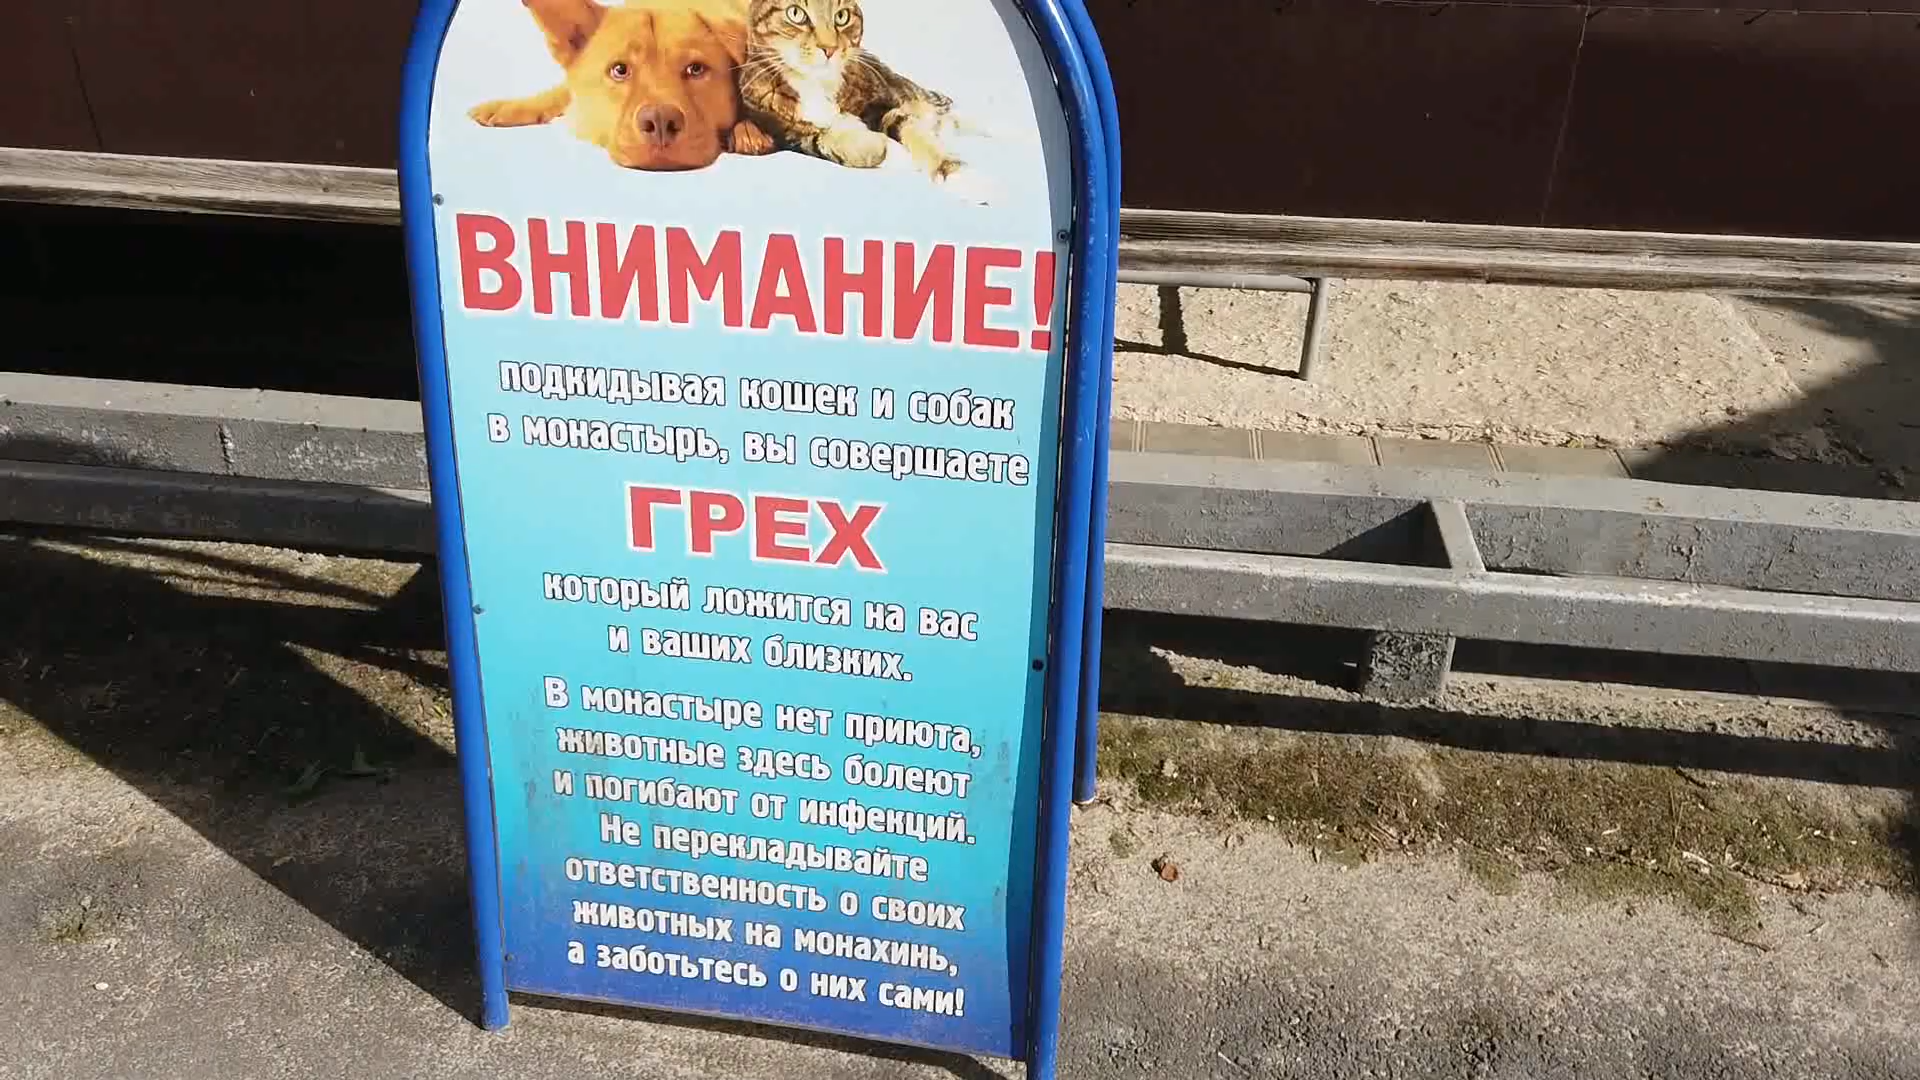 ВНИМАНИЕ!
подкидывая кошек и собак
в монастырь, вы совершаете
ГРЕХ
который ложится на вас
и ваших близких.
В монастыре нет приюта,
животные здесь болеют
и погибают от инфекций.
Не перекладывайте
ответственность о своих
животных на монахинь,
а заботьтесь о них сами!